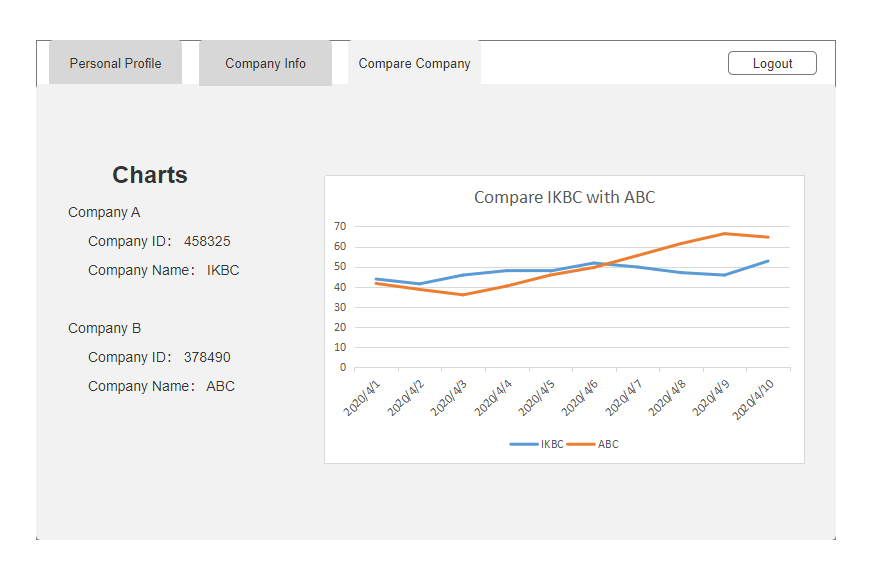 Personal Profile
Company Info
Compare Company
Logout
Charts
Company A
Company ID： 458325
Company Name： IKBC
Company B
Company ID： 378490
Company Name： ABC
Compare IKBC with ABC
70
60
50
40
30
20
10
0
2020/4/1
2020/4/2
2020/4/3
2020/4/4
2020/4/5
2020/4/6
2020/4/7
2020/4/8
2020/4/9
2020/4/10
IKBC
ABC